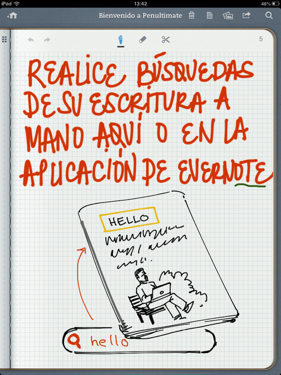 iPad
13:42
Bienvenido a Penultimate
5
REALICE BÚSQUEDAS
DE SU ESCRITURA A
MANO AQUÍ O EN LA
APLICACIÓN DE EVERNOTE
HELLO
hello